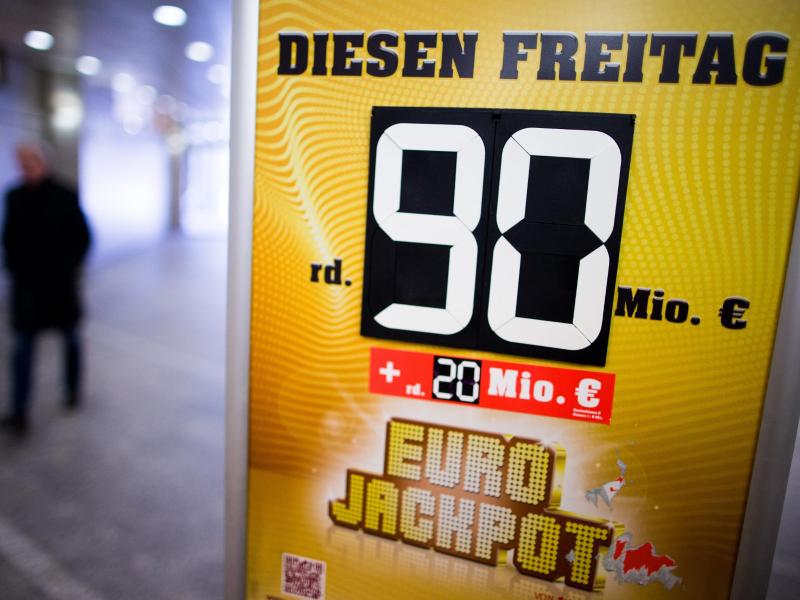 DIESEN FREITAG
rd. 90 Mio. €
+ rd. 20 Mio. €
EURO
JACKPOT